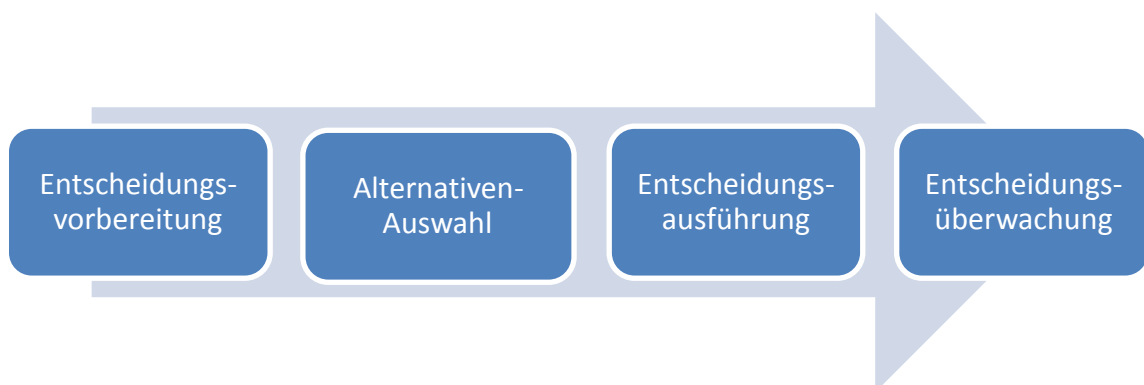 Entscheidungs-
vorbereitung
Alternativen-
Auswahl
Entscheidungs-
ausführung
Entscheidungs-
überwachung